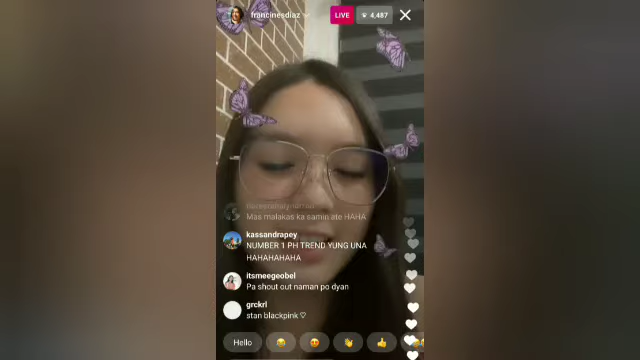 francinesdiaz
LIVE
4,487
Mas malakas ka samin ate HAHA
kassandrapey
NUMBER 1 PH TREND YUNG UNA
HAHAHAHAHA
itsmeegeobel
Pa shout out naman po dyan
grckrl
stan blackpink♡
Hello